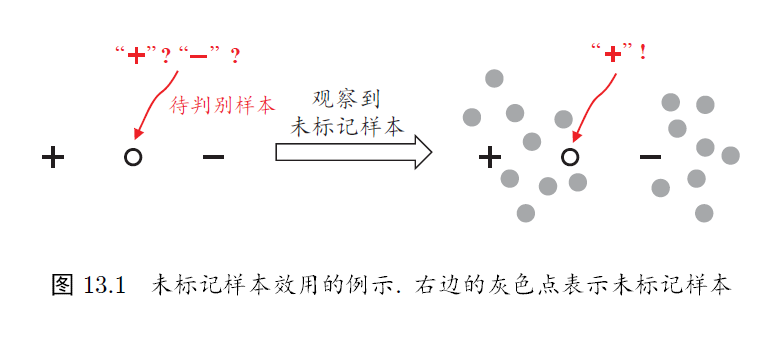 “+”? “−” ?
“+” !
待判别样本
观察到
未标记样本
+ −
+ −
图 13.1 未标记样本效用的例示. 右边的灰色点表示未标记样本